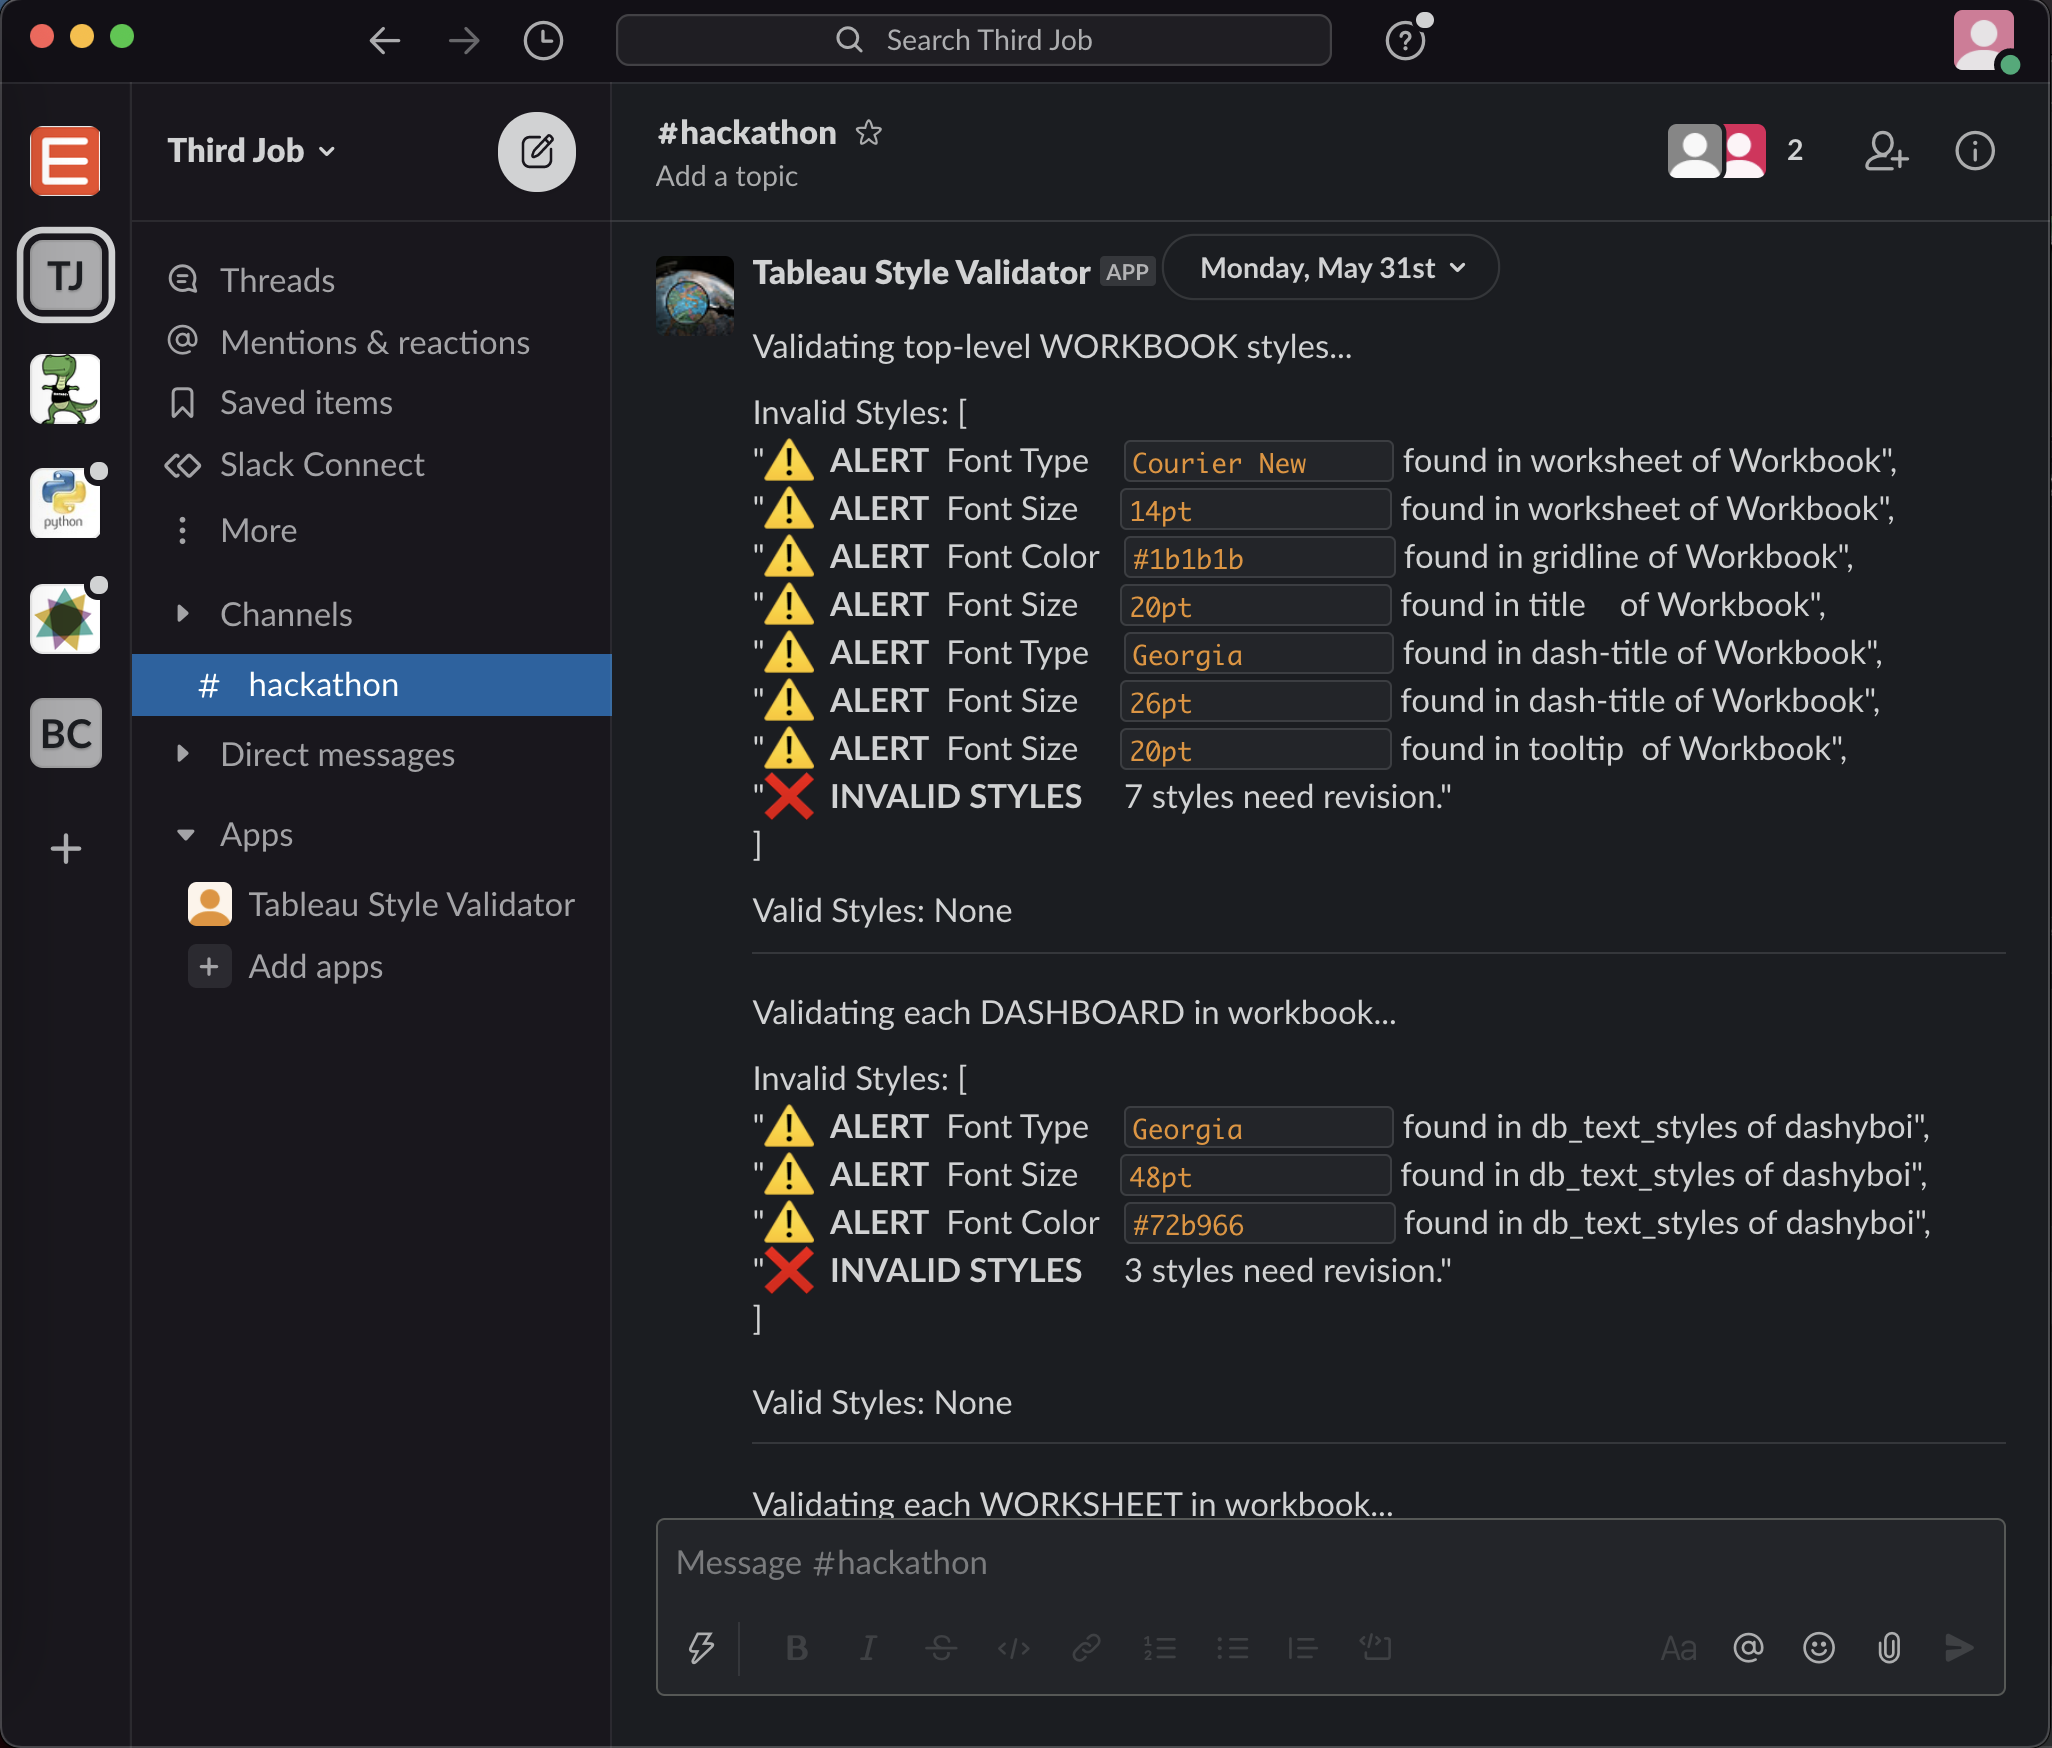 Search Third Job
E
TJ
python
BC
Third Job
Threads
@ Mentions & reactions
Saved items
Slack Connect
More
Channels
# hackathon
Direct messages
Apps
Tableau Style Validator
+ Add apps
#hackathon
Add a topic
2
Tableau Style Validator APP Monday, May 31st
Validating top-level WORKBOOK styles...
Invalid Styles: [
"⚠️ ALERT Font Type Courier New found in worksheet of Workbook",
"⚠️ ALERT Font Size 14pt found in worksheet of Workbook",
"⚠️ ALERT Font Color #1b1b1b found in gridline of Workbook",
"⚠️ ALERT Font Size 20pt found in title of Workbook",
"⚠️ ALERT Font Type Georgia found in dash-title of Workbook",
"⚠️ ALERT Font Size 26pt found in dash-title of Workbook",
"⚠️ ALERT Font Size 20pt found in tooltip of Workbook",
"❌ INVALID STYLES 7 styles need revision."
]
Valid Styles: None
Validating each DASHBOARD in workbook...
Invalid Styles: [
"⚠️ ALERT Font Type Georgia found in db_text_styles of dashyboi",
"⚠️ ALERT Font Size 48pt found in db_text_styles of dashyboi",
"⚠️ ALERT Font Color #72b966 found in db_text_styles of dashyboi",
"❌ INVALID STYLES 3 styles need revision."
]
Valid Styles: None
Validating each WORKSHEET in workbook...
Message #hackathon
B I S </> Aa @